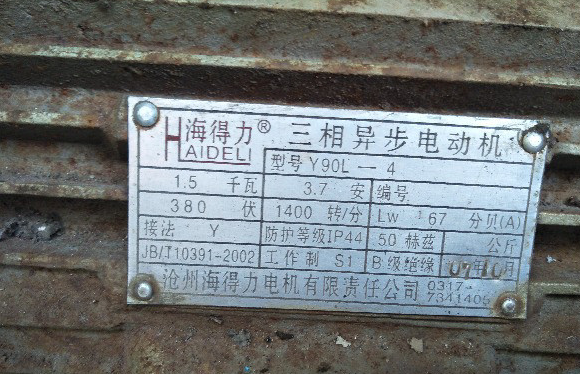 海得力® 三相异步电动机
HAIDELI 型号 Y90L-4
1.5 千瓦 3.7 安 编号
380 伏 1400 转/分 Lw 67 分贝(A)
接法 Y 防护等级IP44 50 赫兹 公斤
JB/T10391-2002 工作制 S1 B级绝缘 07年10月
沧州海得力电机有限责任公司 0317-7341405